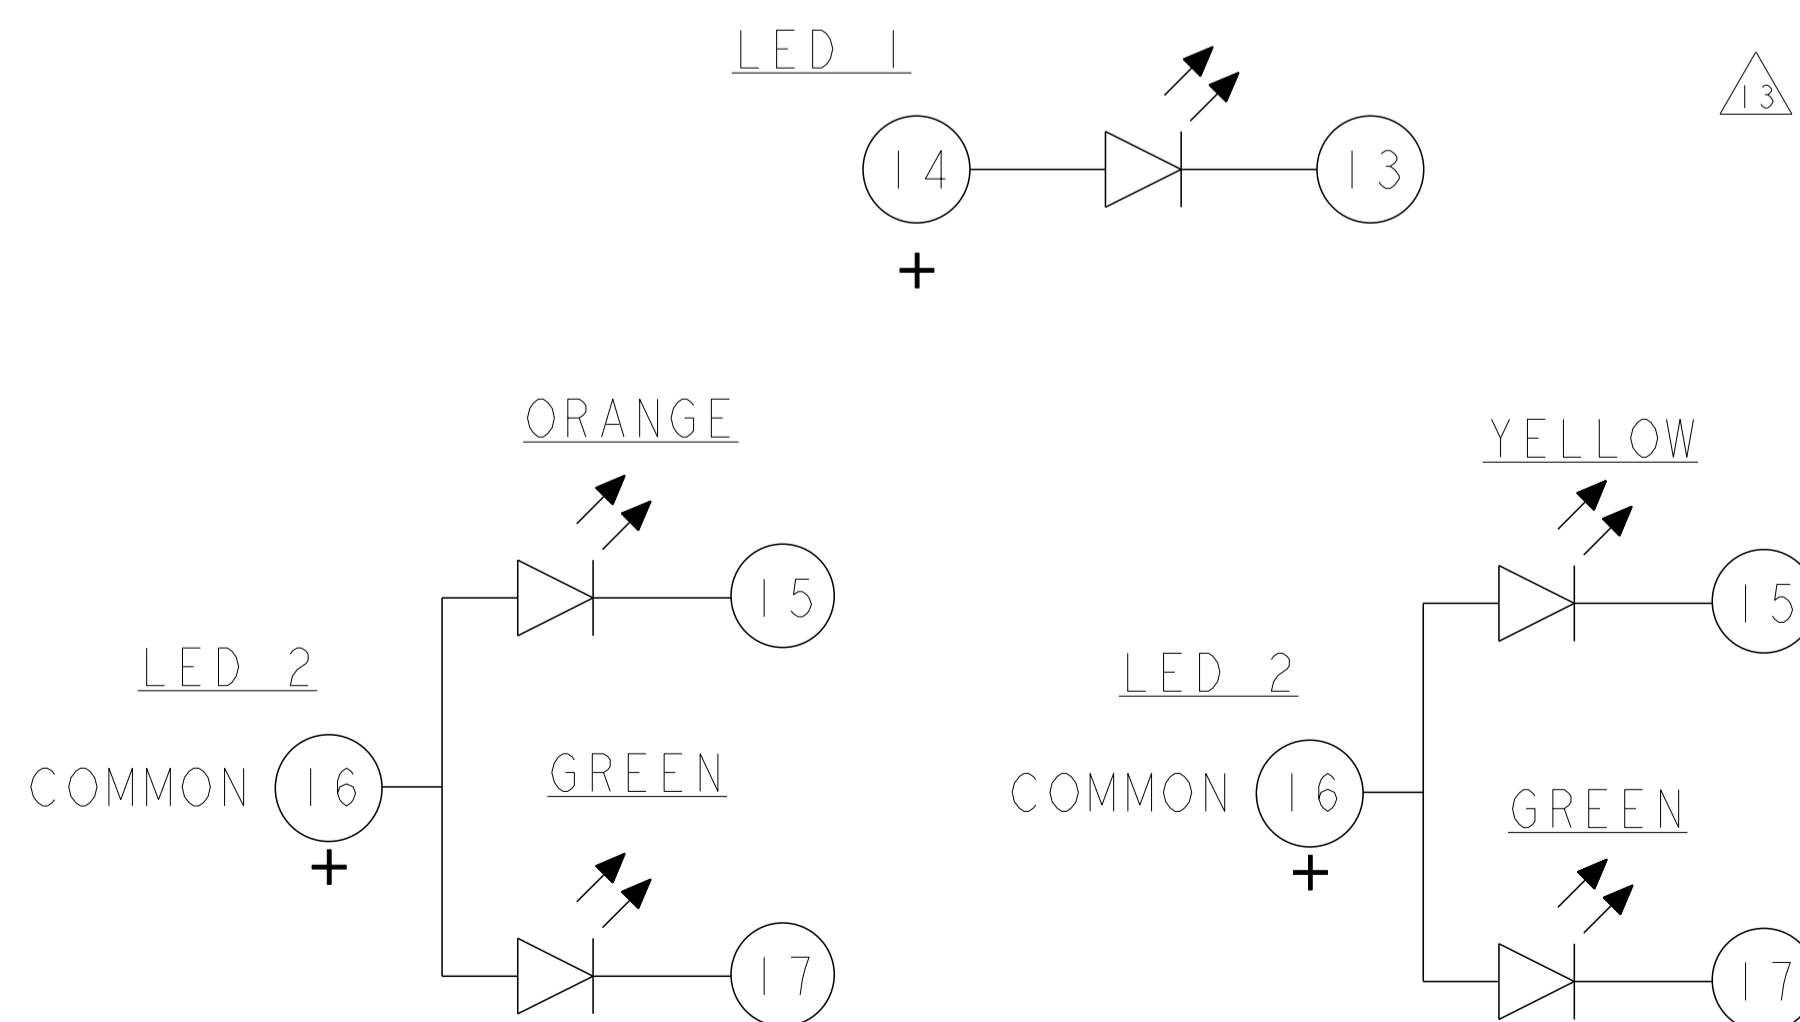 LED 1
13
14
13
+
ORANGE
15
LED 2
COMMON 16
+
GREEN
17
YELLOW
15
LED 2
COMMON 16
+
GREEN
17